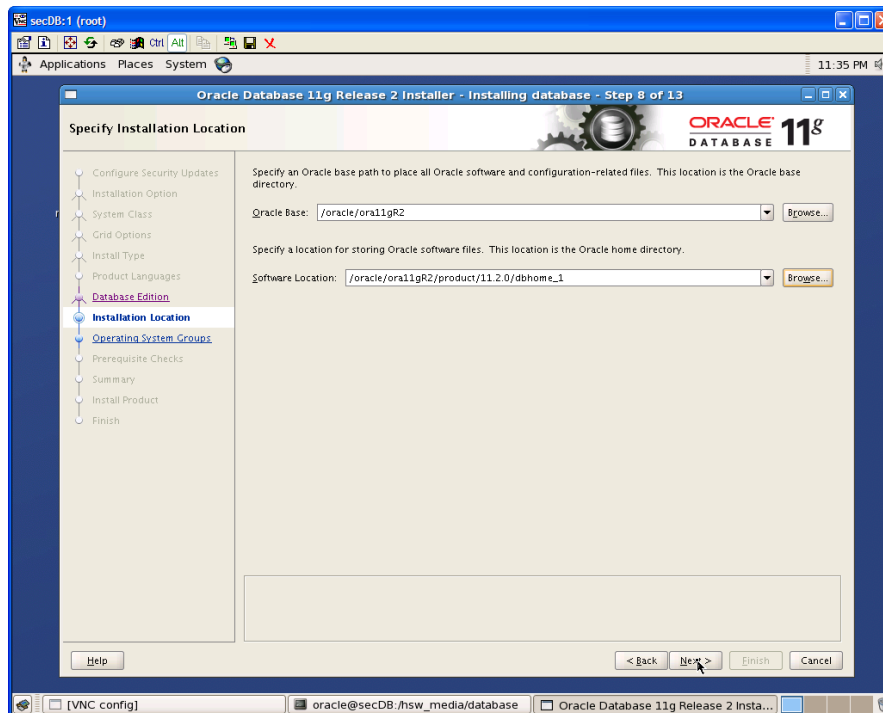 secDB:1 (root)
Ctrl Alt
Applications Places System
11:35 PM
Oracle Database 11g Release 2 Installer - Installing database - Step 8 of 13
Specify Installation Location
ORACLE
DATABASE 11g
Configure Security Updates
Installation Option
System Class
Grid Options
Install Type
Product Languages
Database Edition
Installation Location
Operating System Groups
Prerequisite Checks
Summary
Install Product
Finish
Specify an Oracle base path to place all Oracle software and configuration-related files. This location is the Oracle base
directory.
Oracle Base: /oracle/ora11gR2 Browse...
Specify a location for storing Oracle software files. This location is the Oracle home directory.
Software Location: /oracle/ora11gR2/product/11.2.0/dbhome_1 Browse...
Help
< Back Next > Finish Cancel
[VNC config] oracle@secDB:/hsw_media/database Oracle Database 11g Release 2 Insta...